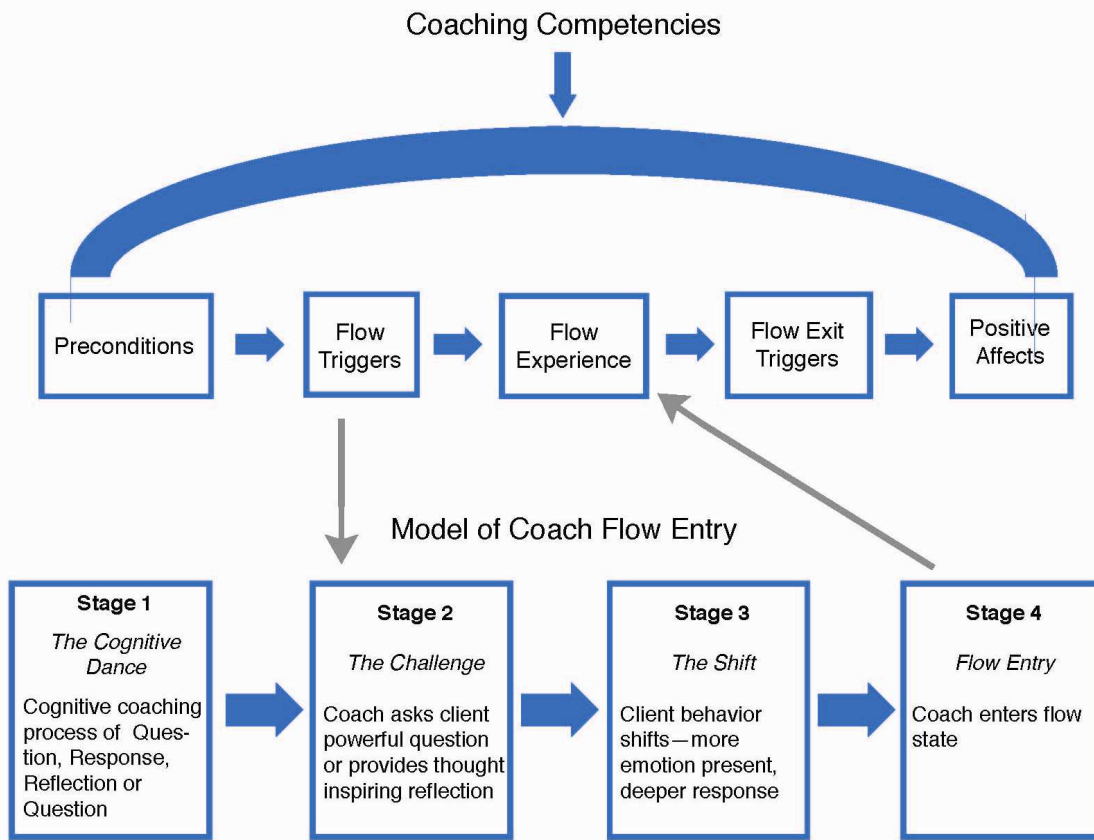 Coaching Competencies
Preconditions
Flow
Triggers
Flow
Experience
Flow Exit
Triggers
Positive
Affects
Model of Coach Flow Entry
Stage 1
The Cognitive
Dance
Cognitive coaching
process of Ques-
tion, Response,
Reflection or
Question
Stage 2
The Challenge
Coach asks client
powerful question
or provides thought
inspiring reflection
Stage 3
The Shift
Client behavior
shifts—more
emotion present,
deeper response
Stage 4
Flow Entry
Coach enters flow
state